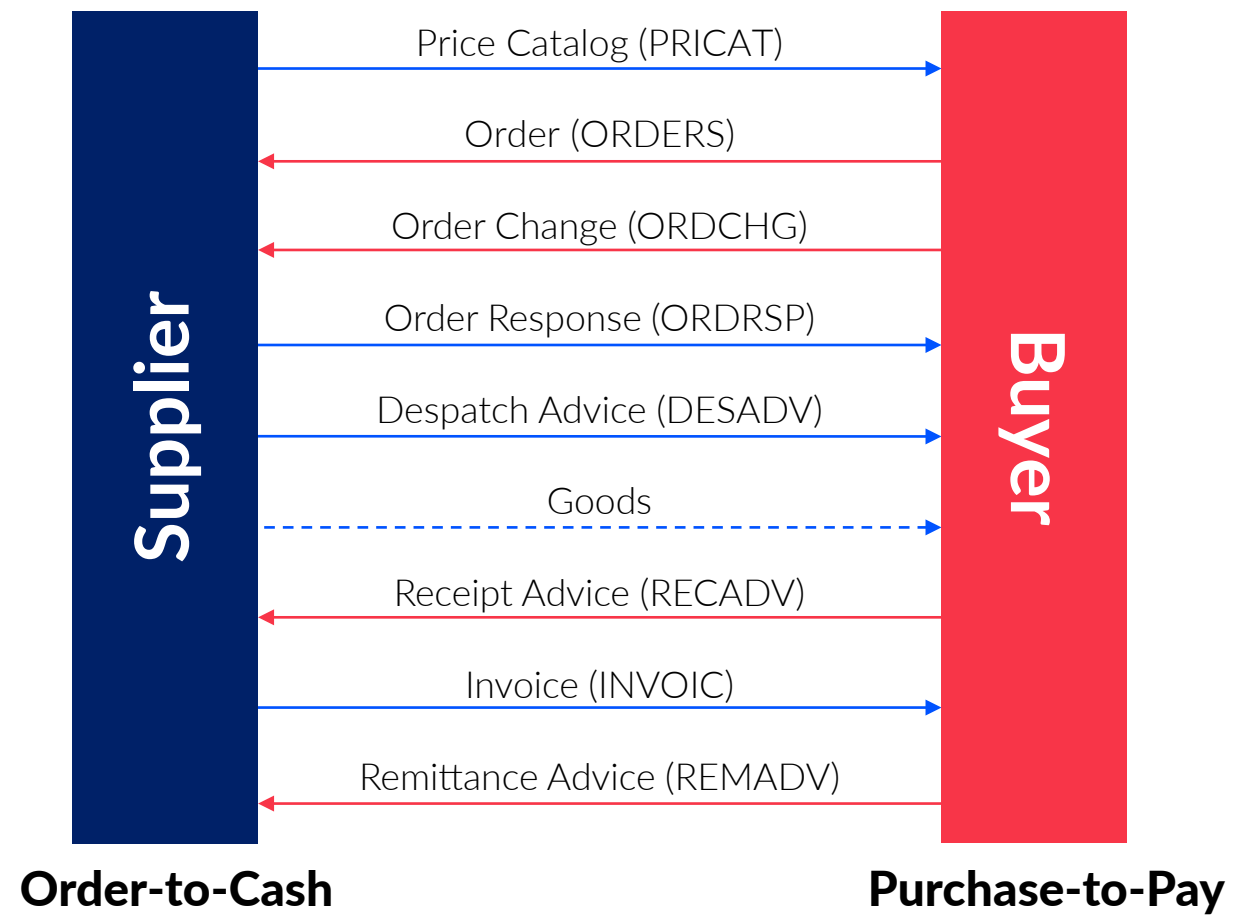 Price Catalog (PRICAT)
Order (ORDERS)
Order Change (ORDCHG)
Order Response (ORDRSP)
Despatch Advice (DESADV)
Goods
Receipt Advice (RECADV)
Invoice (INVOIC)
Remittance Advice (REMADV)
Supplier
Buyer
Order-to-Cash
Purchase-to-Pay